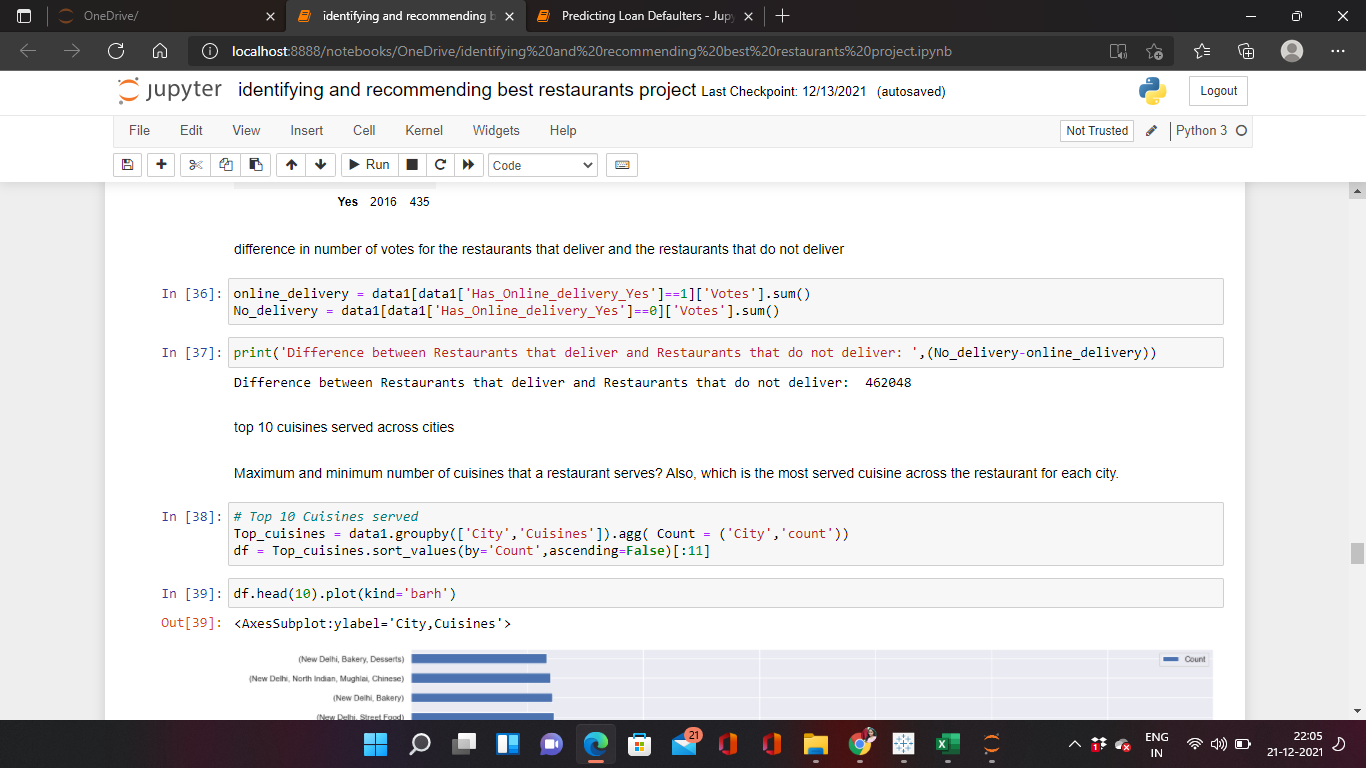 OneDrive/
identifying and recommending b
Predicting Loan Defaulters - Jup
localhost:8888/notebooks/OneDrive/identifying%20and%20recommending%20best%20restaurants%20project.ipynb
jupyter identifying and recommending best restaurants project Last Checkpoint: 12/13/2021 (autosaved)
Logout
File Edit View Insert Cell Kernel Widgets Help
Not Trusted
Python 3
Run
Code
Yes 2016 435
difference in number of votes for the restaurants that deliver and the restaurants that do not deliver
In [36]: online_delivery = data1[data1['Has_Online_delivery_Yes']==1]['Votes'].sum()
No_delivery = data1[data1['Has_Online_delivery_Yes']==0]['Votes'].sum()
In [37]: print('Difference between Restaurants that deliver and Restaurants that do not deliver: ',(No_delivery-online_delivery))
Difference between Restaurants that deliver and Restaurants that do not deliver:  462048
top 10 cuisines served across cities
Maximum and minimum number of cuisines that a restaurant serves? Also, which is the most served cuisine across the restaurant for each city.
In [38]: # Top 10 Cuisines served
Top_cuisines = data1.groupby(['City','Cuisines']).agg( Count = ('City','count'))
df = Top_cuisines.sort_values(by='Count',ascending=False)[:11]
In [39]: df.head(10).plot(kind='barh')
Out[39]: <AxesSubplot:ylabel='City,Cuisines'>
(New Delhi, Bakery, Desserts)
Count
(New Delhi, North Indian, Mughlai, Chinese)
(New Delhi, Bakery)
(New Delhi, Street Food)
21
1
ENG
IN
22:05
21-12-2021